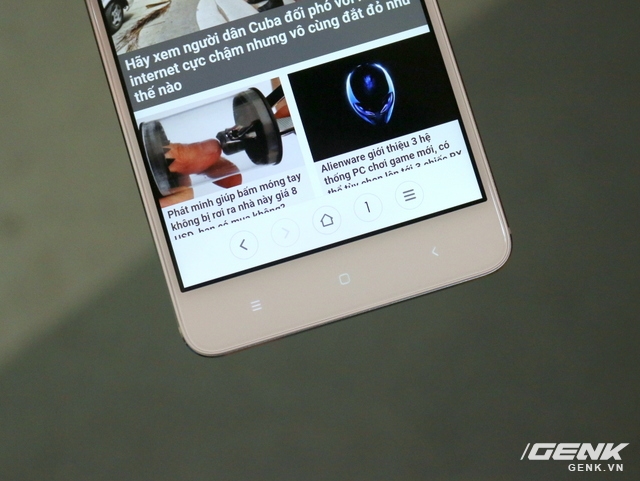 Hãy xem người dân Cuba đối phó với
internet cực chậm nhưng vô cùng đắt đỏ như
thế nào
Phát minh giúp bấm móng tay
không bị rơi ra nhà này giá 8
USD, bạn có mua không?
Alienware giới thiệu 3 hệ
thống PC chơi game mới, có
thể tùy chọn lên tới 3 chiếc RX
1
GENK
GENK.VN